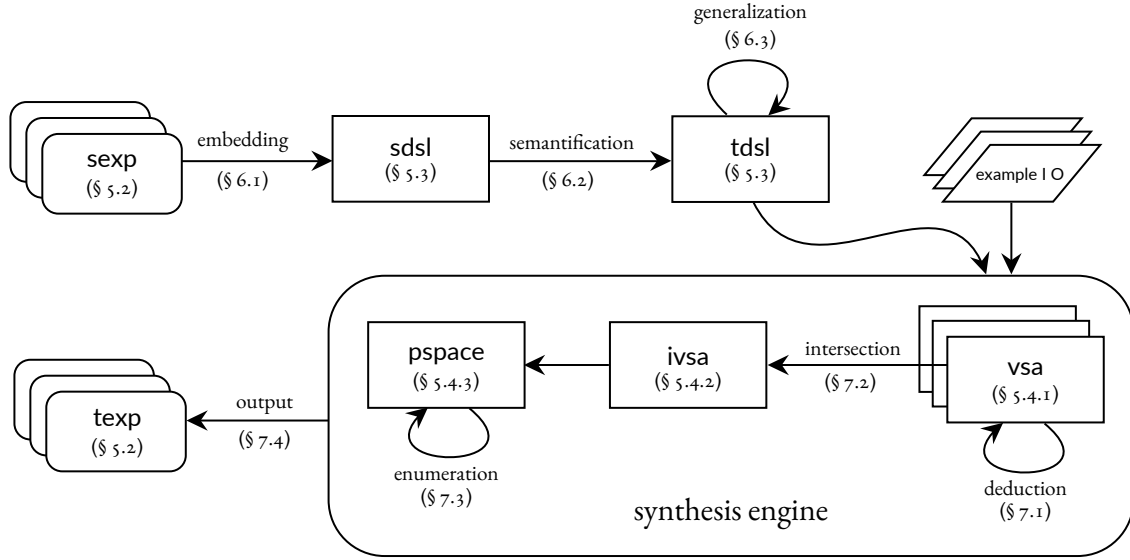 generalization
(§ 6.3)
sexp
(§ 5.2)
embedding
(§ 6.1)
sdsl
(§ 5.3)
semantification
(§ 6.2)
tdsl
(§ 5.3)
example I O
texp
(§ 5.2)
output
(§ 7.4)
pspace
(§ 5.4.3)
enumeration
(§ 7.3)
ivsa
(§ 5.4.2)
intersection
(§ 7.2)
vsa
(§ 5.4.1)
deduction
(§ 7.1)
synthesis engine